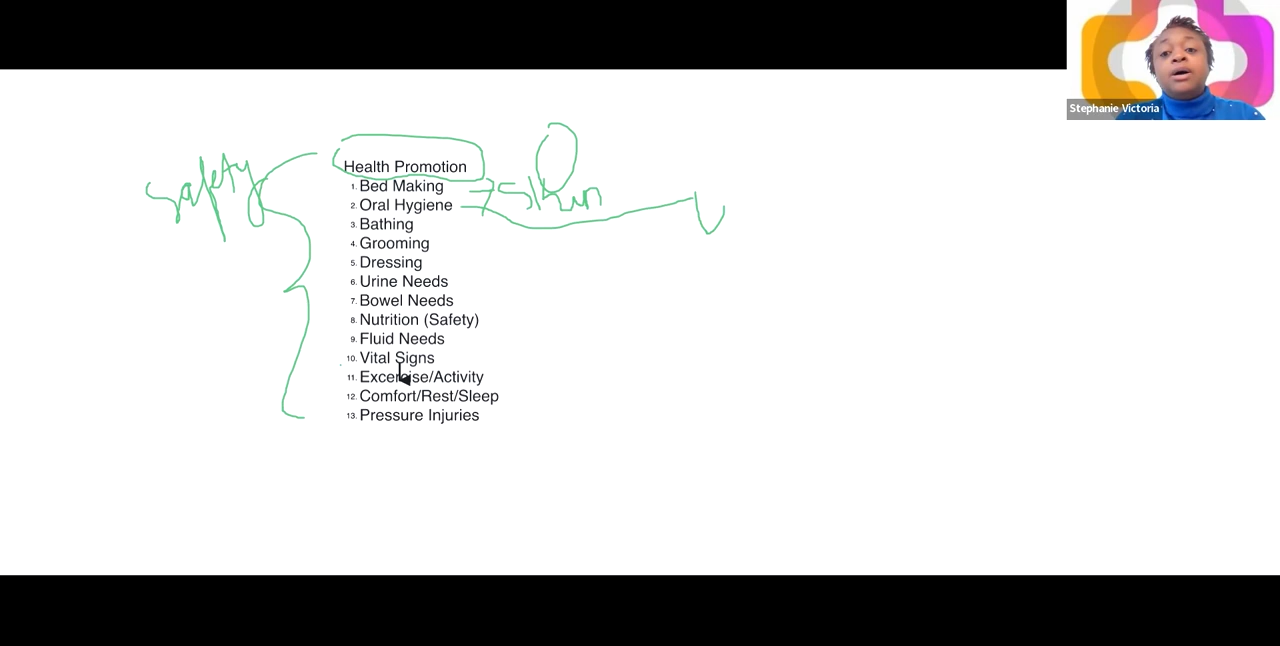 Stephanie Victoria
Health Promotion
1. Bed Making
2. Oral Hygiene
3. Bathing
4. Grooming
5. Dressing
6. Urine Needs
7. Bowel Needs
8. Nutrition (Safety)
9. Fluid Needs
10. Vital Signs
11. Excercise/Activity
12. Comfort/Rest/Sleep
13. Pressure Injuries
safety
Skin